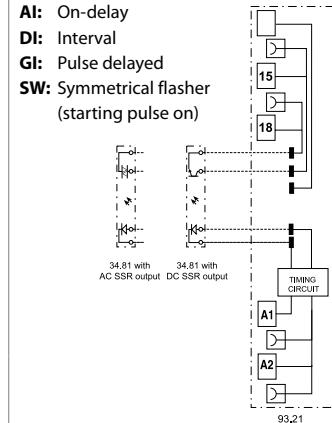 AI: On-delay
DI: Interval
GI: Pulse delayed
SW: Symmetrical flasher
(starting pulse on)
15
18
34.81 with
AC SSR output
34.81 with
DC SSR output
TIMING
CIRCUIT
A1
A2
93.21